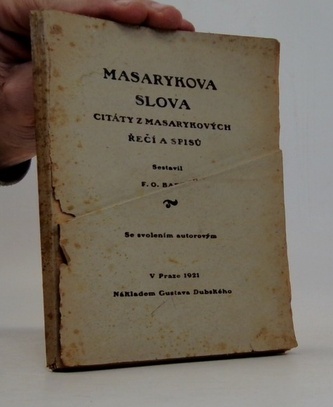 MASARYKOVA
SLOVA
CITÁTY Z MASARYKOVÝCH
ŘEČÍ A SPISŮ
Sestavil
F. O.
Se svolením autorovým
V Praze 1921
Nákladem Gustava Dubského